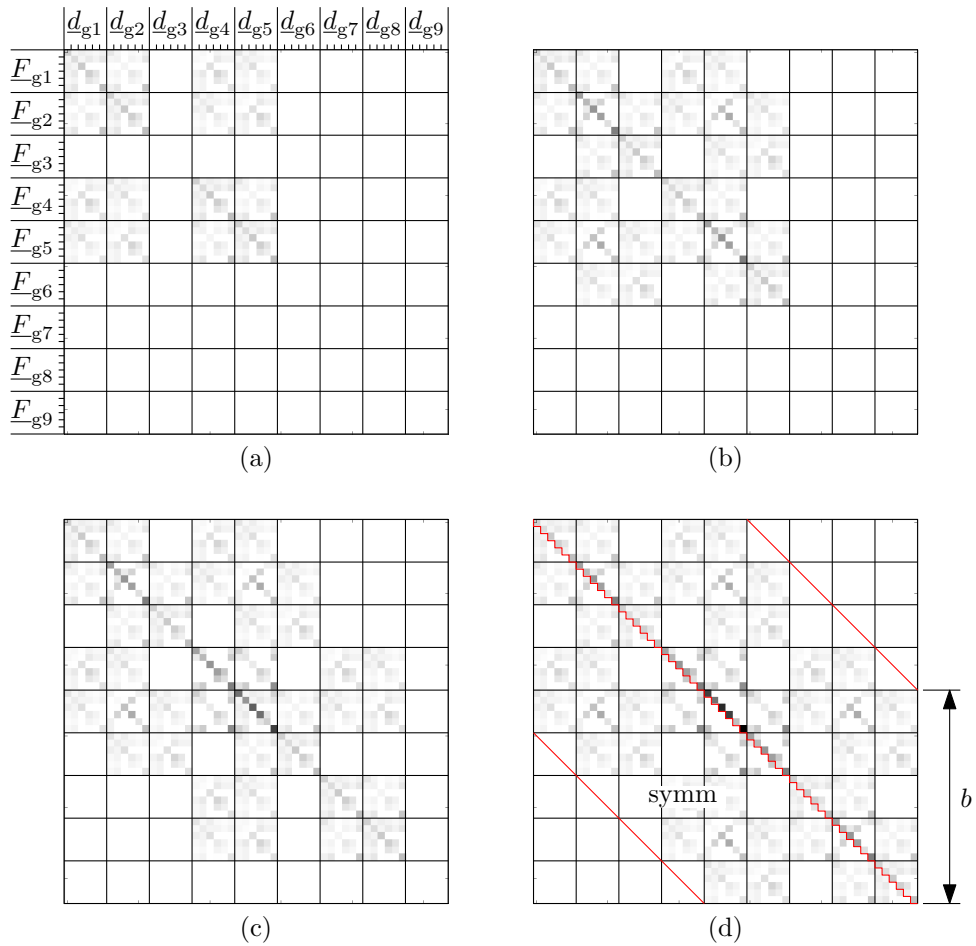 d_g1 d_g2 d_g3 d_g4 d_g5 d_g6 d_g7 d_g8 d_g9
F_g1
F_g2
F_g3
F_g4
F_g5
F_g6
F_g7
F_g8
F_g9
(a)
(b)
symm
b
(c)
(d)